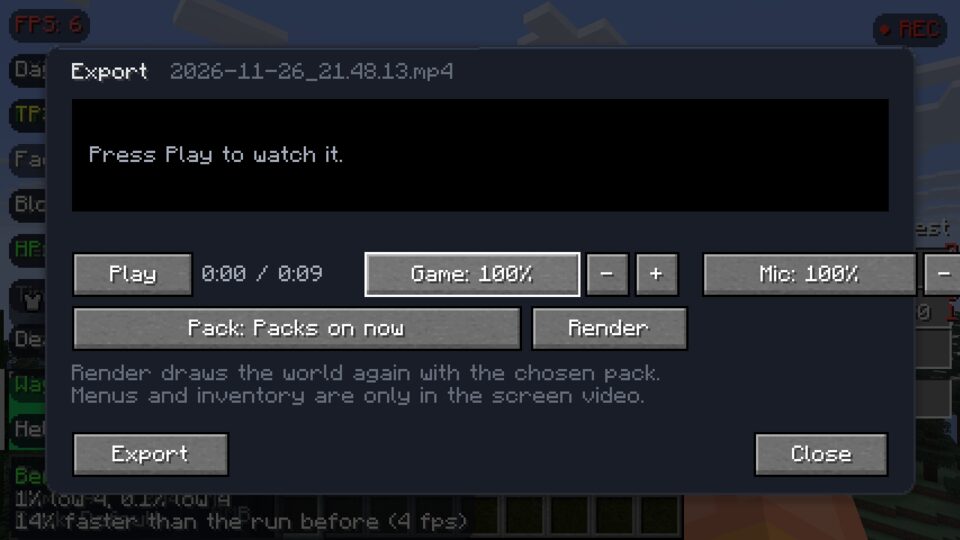 FPS: 6
REC
Export 2026-11-26_21.48.13.mp4
Press Play to watch it.
Play 0:00 / 0:09 Game: 100% - + Mic: 100% -
Pack: Packs on now Render
Render draws the world again with the chosen pack.
Menus and inventory are only in the screen video.
Export Close
1% low 4, 0.1% low 4
14% faster than the run before (4 fps)